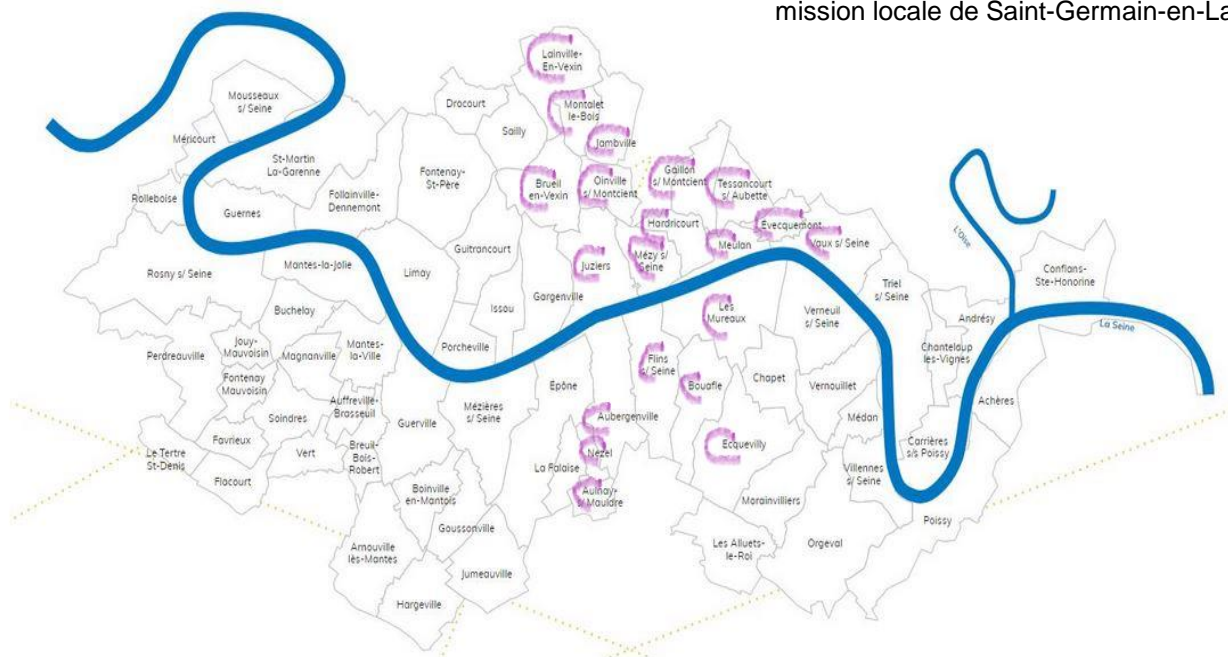 mission locale de Saint-Germain-en-La
Lainville-
En-Vexin
Mousseaux
s/ Seine
Drocourt
Montalet
le-Bois
Sailly
Méricourt
Jambville
St-Martin
La-Garenne
Fontenay-
St-Père
Gaillon
s/ Montcient
Tessancourt
s/ Aubette
Rolleboise
Follainville-
Dennemont
Brueil
en-Vexin
Oinville
s/ Montcient
Guernes
Hardricourt
Évecquemont
L'Oise
Guitrancourt
Meulan
Vaux s/ Seine
Rosny s/ Seine
Mantes-la-Jolie
Limay
Juziers
Mézy s/
Seine
Conflans-
Ste-Honorine
Gargenville
Triel
s/ Seine
Buchelay
Issou
Les
Mureaux
Verneuil
s/ Seine
Andrésy
La Seine
Perdreauville
Jouy-
Mauvoisin
Magnanville
Mantes-
la-Ville
Porcheville
Chanteloup
les-Vignes
Fontenay
Mauvoisin
Flins
s/ Seine
Épône
Bouafle
Chapet
Vernouillet
Achères
Auffreville-
Brasseuil
Soindres
Guerville
Mézières
s/ Seine
Aubergenville
Médan
Favrieux
Vert
Breuil-
Bois-
Robert
Ecquevilly
Carrières
s/s Poissy
Le Tertre
St-Denis
Nézel
La Falaise
Villennes
s/ Seine
Flacourt
Boinville
en-Mantois
Aulnay-
s/ Mauldre
Morainvilliers
Goussonville
Poissy
Arnouville
lès-Mantes
Les Alluets-
le-Roi
Orgeval
Jumeauville
Hargeville